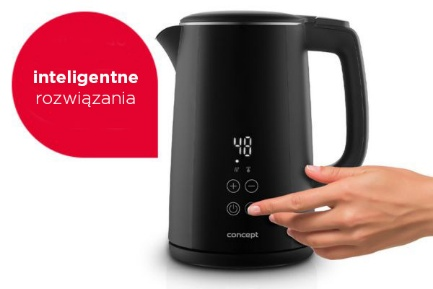 inteligentne
rozwiązania
48
concept